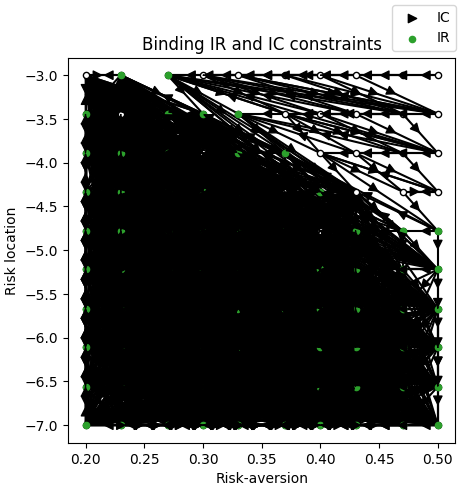 IC
IR
Binding IR and IC constraints
−3.0
−3.5
−4.0
−4.5
−5.0
−5.5
−6.0
−6.5
−7.0
Risk location
0.20 0.25 0.30 0.35 0.40 0.45 0.50
Risk-aversion